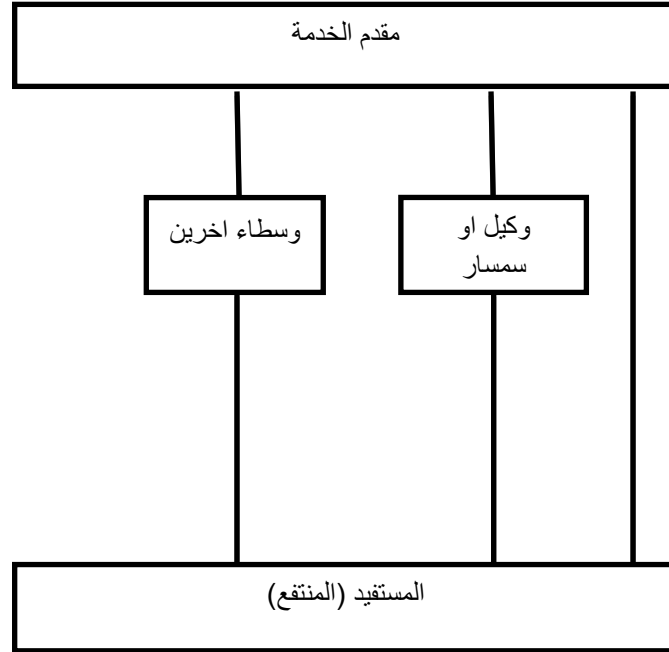 مقدم الخدمة
وكيل او
سمسار
وسطاء اخرين
المستفيد (المنتفع)